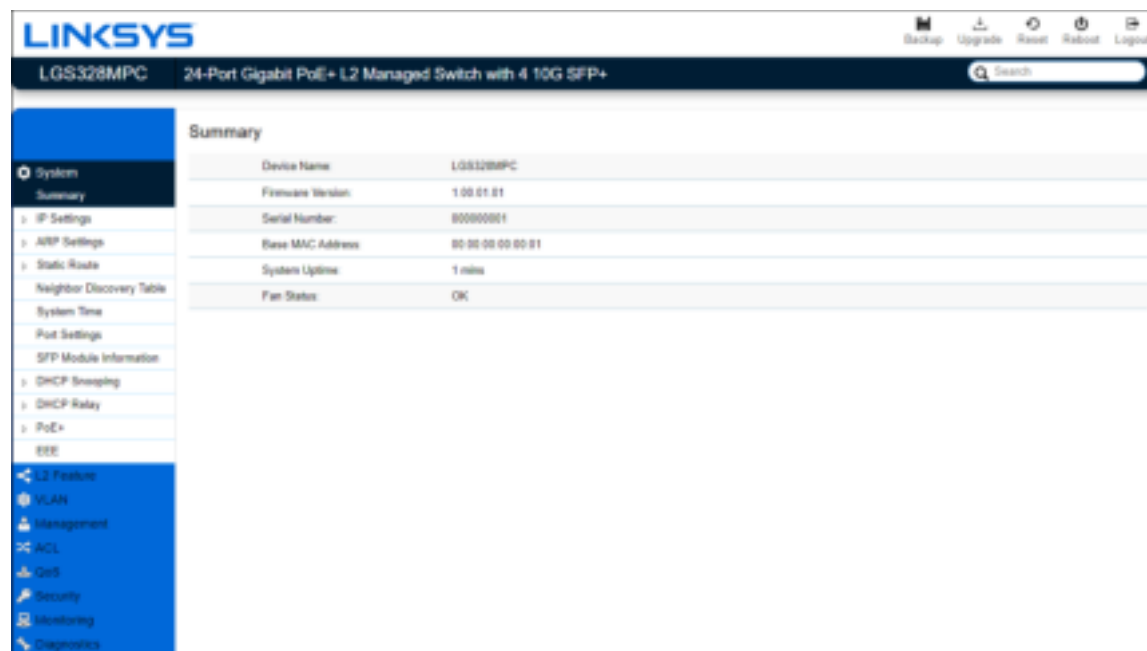 LINKSYS
Backup Upgrade Reset Reboot Logout
LGS328MPC 24-Port Gigabit PoE+ L2 Managed Switch with 4 10G SFP+ Search
Summary
System
Summary
IP Settings
ARP Settings
Static Route
Neighbor Discovery Table
System Time
Port Settings
SFP Module Information
DHCP Snooping
DHCP Relay
PoE+
EEE
L2 Feature
VLAN
Management
ACL
QoS
Security
Monitoring
Diagnostics
Device Name: LGS328MPC
Firmware Version: 1.00.01.01
Serial Number:
Base MAC Address: 00:00:00:00:00:01
System Uptime: 1 mins
Fan Status: OK